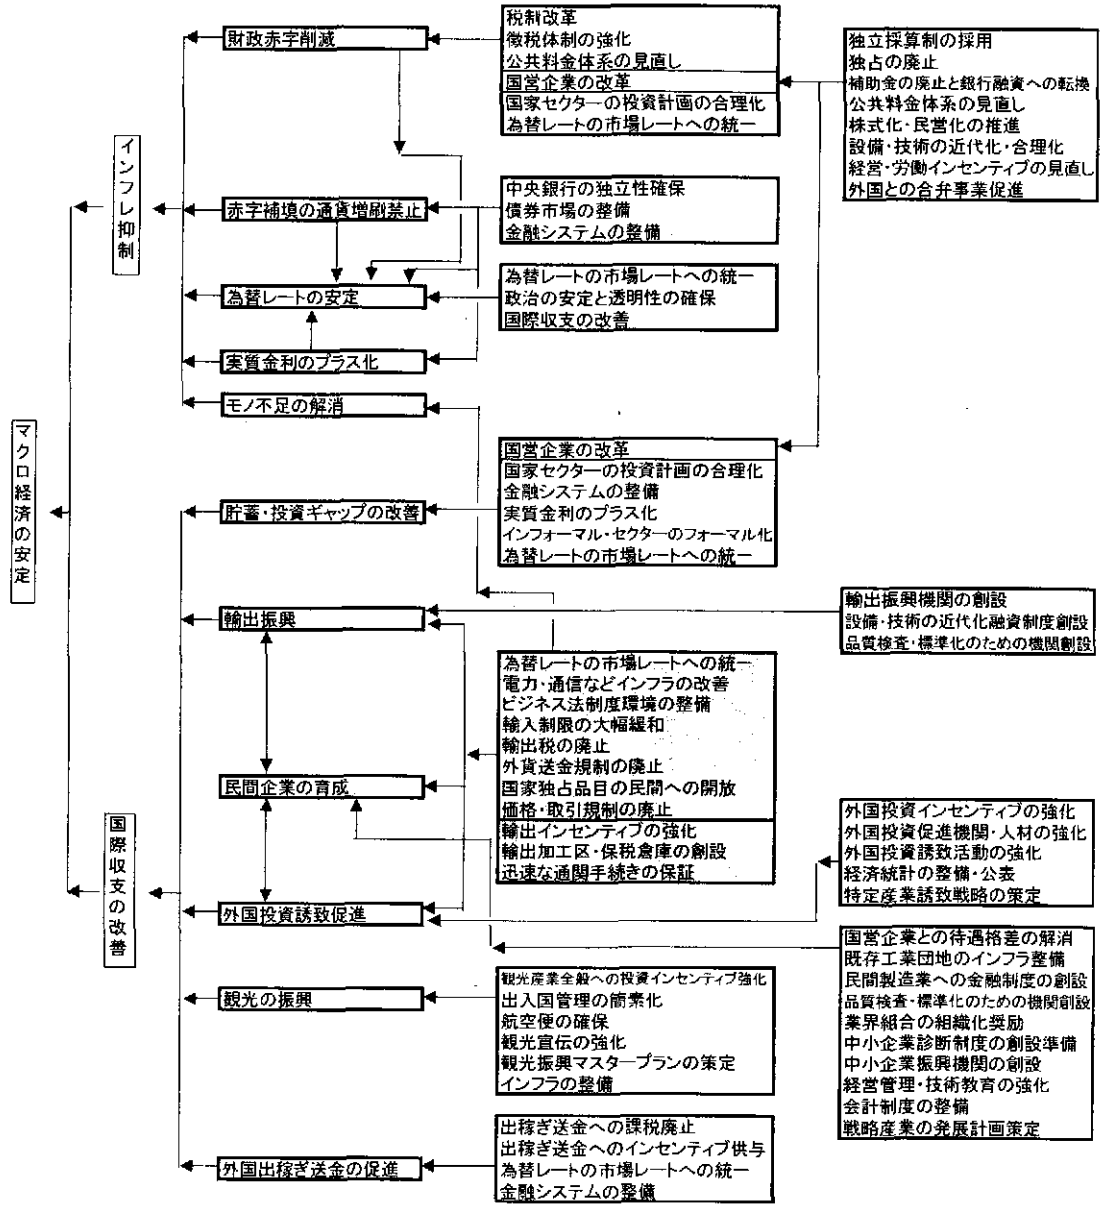 マクロ経済の安定
インフレ抑制
国際収支の改善
財政赤字削減
赤字補填の通貨増刷禁止
為替レートの安定
実質金利のプラス化
モノ不足の解消
貯蓄・投資ギャップの改善
輸出振興
民間企業の育成
外国投資誘致促進
観光の振興
外国出稼ぎ送金の促進
税制改革
徴税体制の強化
公共料金体系の見直し
国営企業の改革
国家セクターの投資計画の合理化
為替レートの市場レートへの統一
中央銀行の独立性確保
債券市場の整備
金融システムの整備
為替レートの市場レートへの統一
政治の安定と透明性の確保
国際収支の改善
国営企業の改革
国家セクターの投資計画の合理化
金融システムの整備
実質金利のプラス化
インフォーマル・セクターのフォーマル化
為替レートの市場レートへの統一
為替レートの市場レートへの統一
電力・通信などインフラの改善
ビジネス法制度環境の整備
輸入制限の大幅緩和
輸出税の廃止
外貨送金規制の廃止
国家独占品目の民間への開放
価格・取引規制の廃止
輸出インセンティブの強化
輸出加工区・保税倉庫の創設
迅速な通関手続きの保証
観光産業全般への投資インセンティブ強化
出入国管理の簡素化
航空便の確保
観光宣伝の強化
観光振興マスタープランの策定
インフラの整備
出稼ぎ送金への課税廃止
出稼ぎ送金へのインセンティブ供与
為替レートの市場レートへの統一
金融システムの整備
独立採算制の採用
独占の廃止
補助金の廃止と銀行融資への転換
公共料金体系の見直し
株式化・民営化の推進
設備・技術の近代化・合理化
経営・労働インセンティブの見直し
外国との合弁事業促進
輸出振興機関の創設
設備・技術の近代化融資制度創設
品質検査・標準化のための機関創設
外国投資インセンティブの強化
外国投資促進機関・人材の強化
外国投資誘致活動の強化
経済統計の整備・公表
特定産業誘致戦略の策定
国営企業との待遇格差の解消
既存工業団地のインフラ整備
民間製造業への金融制度の創設
品質検査・標準化のための機関創設
業界組合の組織化奨励
中小企業診断制度の創設準備
中小企業振興機関の創設
経営管理・技術教育の強化
会計制度の整備
戦略産業の発展計画策定